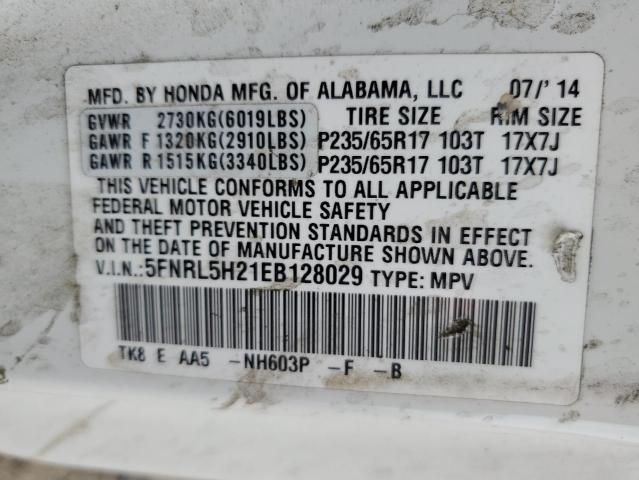 MFD. BY HONDA MFG. OF ALABAMA, LLC 07/'14
GVWR 2730KG(6019LBS) TIRE SIZE RIM SIZE
GAWR F 1320KG(2910LBS) P235/65R17 103T 17X7J
GAWR R 1515KG(3340LBS) P235/65R17 103T 17X7J
THIS VEHICLE CONFORMS TO ALL APPLICABLE
FEDERAL MOTOR VEHICLE SAFETY
AND THEFT PREVENTION STANDARDS IN EFFECT
ON THE DATE OF MANUFACTURE SHOWN ABOVE.
V.I.N.:5FNRL5H21EB128029 TYPE: MPV
TK8 E AA5 -NH603P -F -B